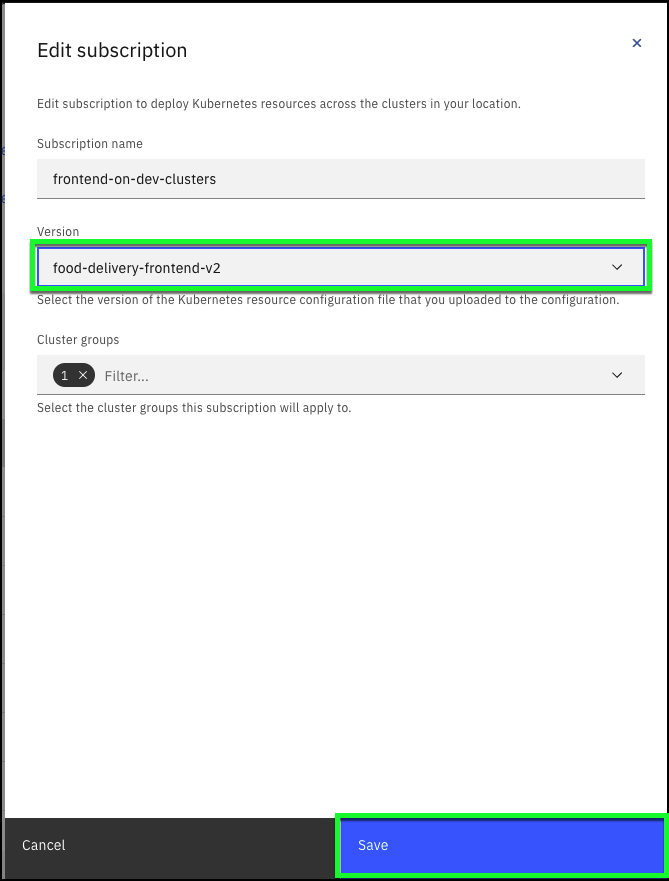 Edit subscription
Edit subscription to deploy Kubernetes resources across the clusters in your location.
Subscription name
frontend-on-dev-clusters
Version
food-delivery-frontend-v2
Select the version of the Kubernetes resource configuration file that you uploaded to the configuration.
Cluster groups
1 Filter...
Select the cluster groups this subscription will apply to.
Cancel
Save